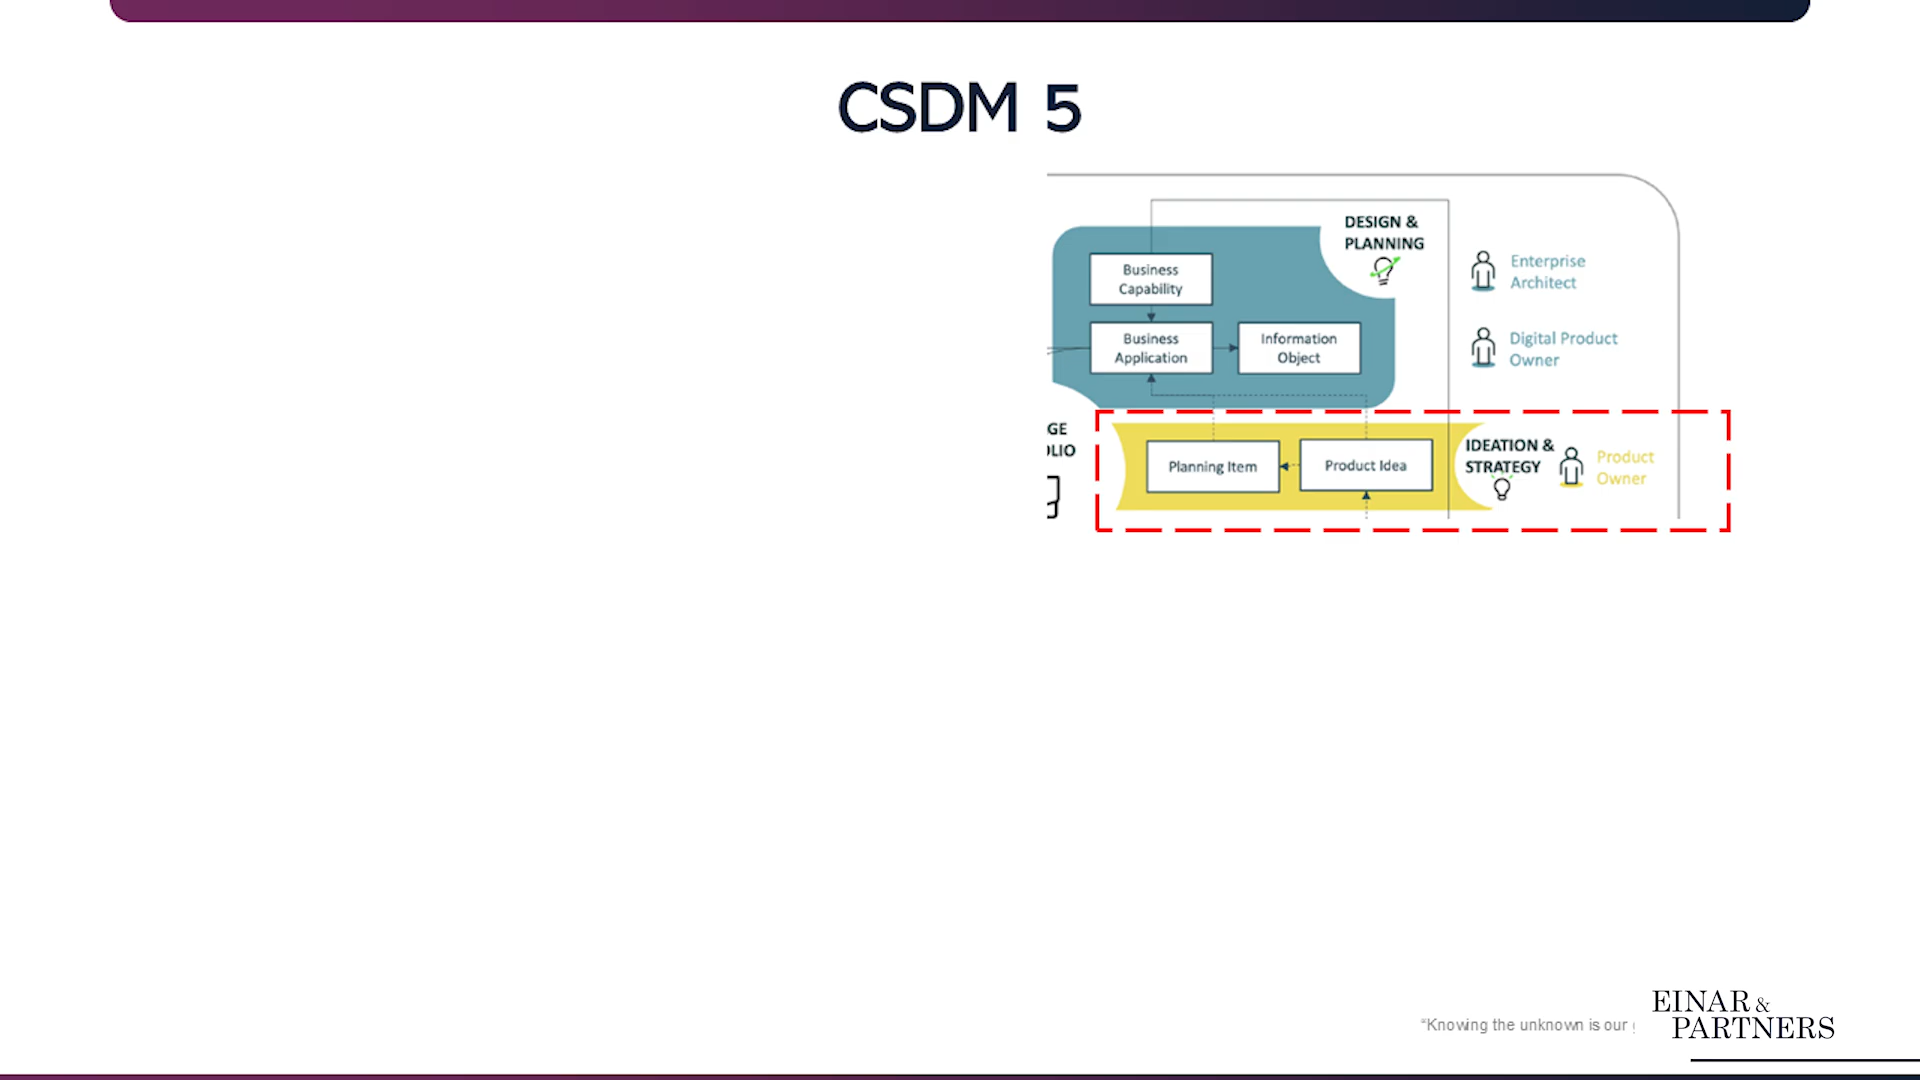 CSDM 5
DESIGN &
PLANNING
Business
Capability
Enterprise
Architect
Business
Application
Information
Object
Digital Product
Owner
GE
LIO
Planning Item
Product Idea
IDEATION &
STRATEGY
Product
Owner
“Knowing the unknown is our
EINAR &
PARTNERS